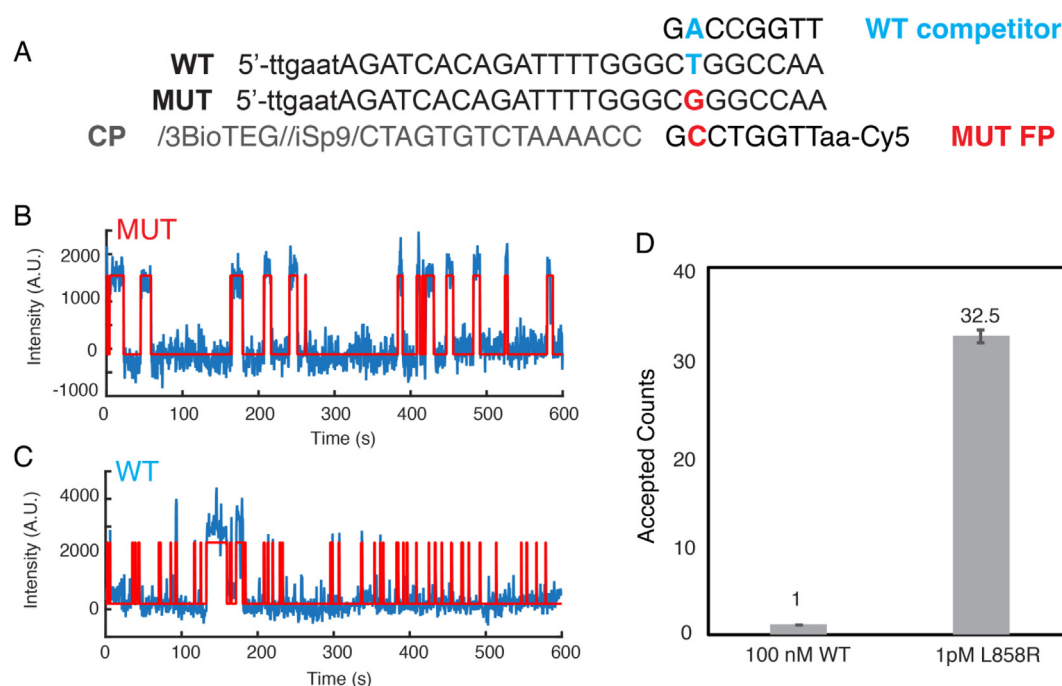 A
GACCGGTT WT competitor
WT 5'-ttgaatAGATCACAGATTTTGGGCTGGCCAA
MUT 5'-ttgaatAGATCACAGATTTTGGGCGGGCCAA
CP /3BioTEG//iSp9/CTAGTGTCTAAAACC GCCTGGTTaa-Cy5 MUT FP
B
MUT
Intensity (A.U.)
2000
1000
0
-1000
0 100 200 300 400 500 600
Time (s)
C
WT
Intensity (A.U.)
4000
2000
0
0 100 200 300 400 500 600
Time (s)
D
Accepted Counts
40
30
20
10
0
1
32.5
100 nM WT 1pM L858R